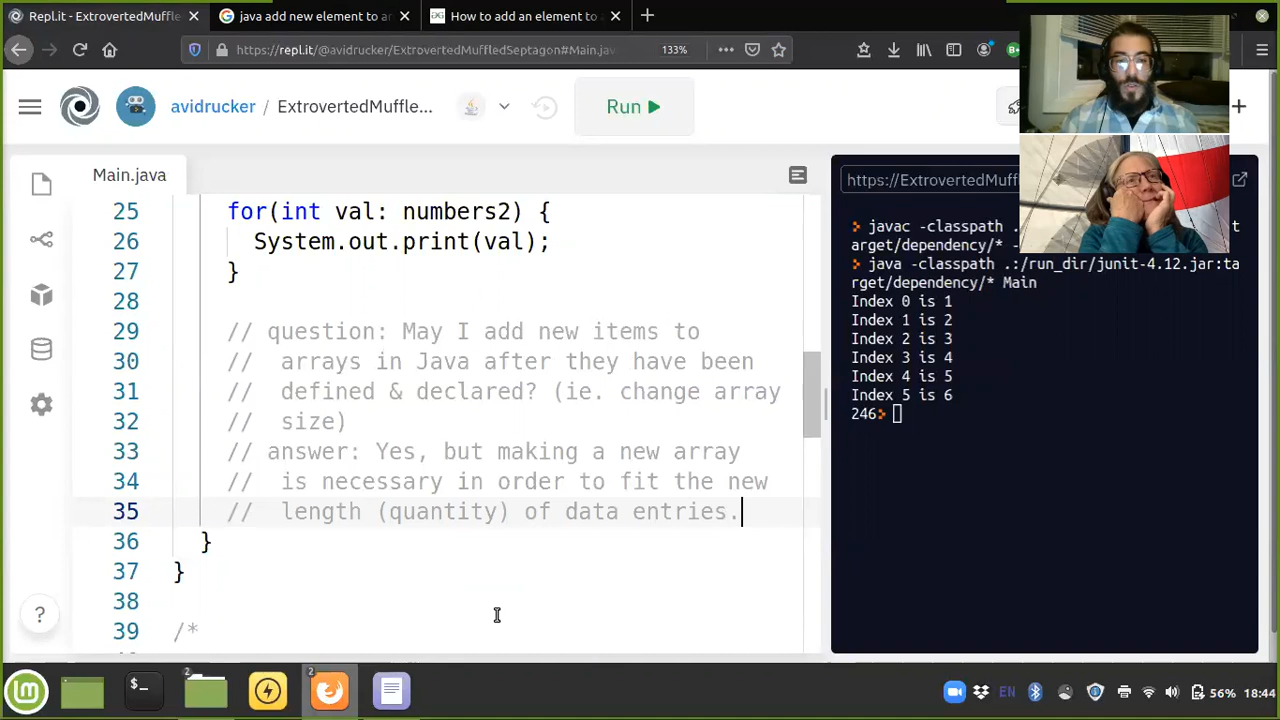 Repl.it - ExtrovertedMuffle
java add new element to ar
How to add an element to
https://repl.it/@avidrucker/ExtrovertedMuffledSeptagon#Main.jav
133%
avidrucker / ExtrovertedMuffle...
Run
Main.java
https://ExtrovertedMuff
25 for(int val: numbers2) {
26 System.out.print(val);
27 }
28
29 // question: May I add new items to
30 // arrays in Java after they have been
31 // defined & declared? (ie. change array
32 // size)
33 // answer: Yes, but making a new array
34 // is necessary in order to fit the new
35 // length (quantity) of data entries.
36 }
37 }
38
39 /*
javac -classpath .
t
arget/dependency/* -
java -classpath .:/run_dir/junit-4.12.jar:ta
rget/dependency/* Main
Index 0 is 1
Index 1 is 2
Index 2 is 3
Index 3 is 4
Index 4 is 5
Index 5 is 6
246
?
2
2
EN
56%
18:44